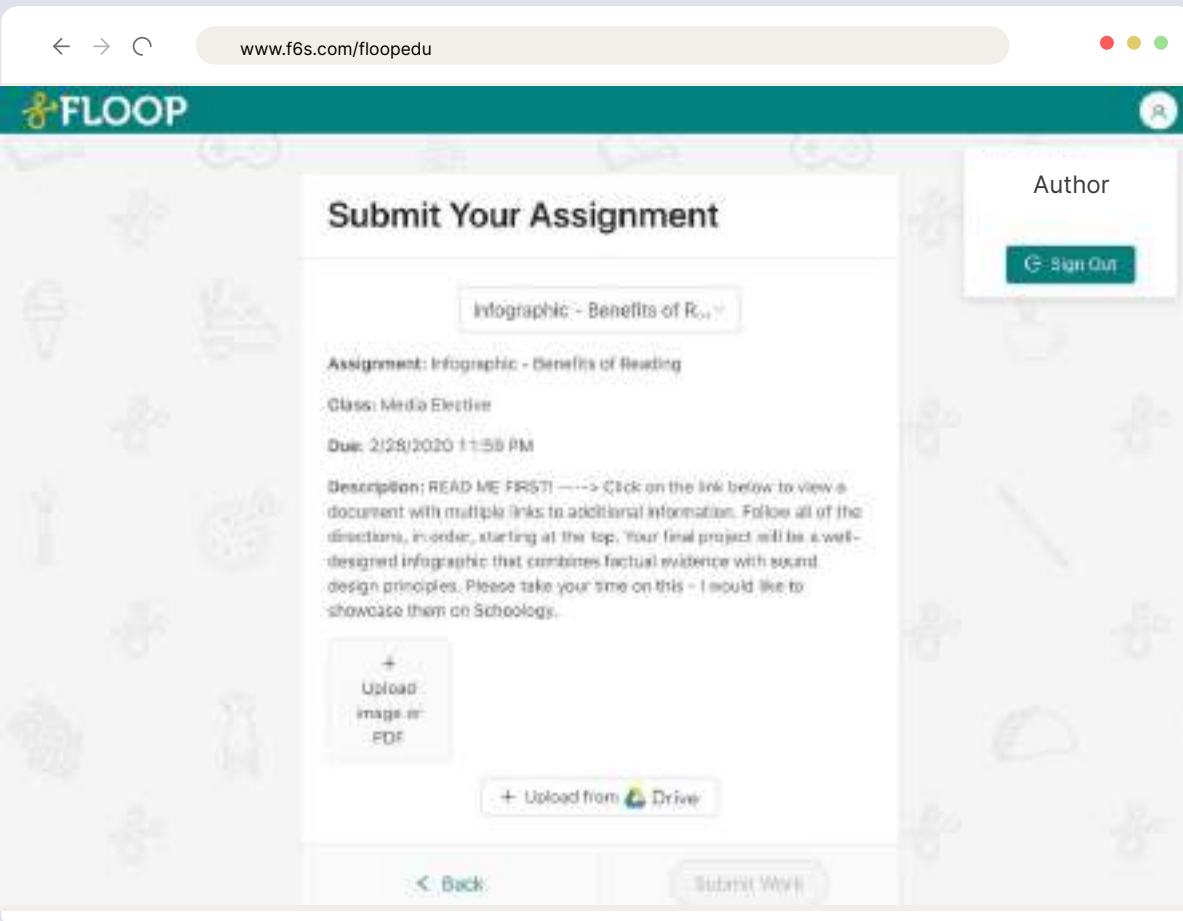 www.f6s.com/floopedu
FLOOP
Author
Sign Out
Submit Your Assignment
Infographic - Benefits of R...
Assignment: Infographic - Benefits of Reading
Class: Media Elective
Due: 2/28/2020 11:59 PM
Description: READ ME FIRST! ----> Click on the link below to view a
document with multiple links to additional information. Follow all of the
directions, in order, starting at the top. Your final project will be a well-
designed infographic that combines factual evidence with sound
design principles. Please take your time on this - I would like to
showcase them on Schoology.
+
Upload
image or
PDF
+ Upload from Drive
< Back
Submit Work